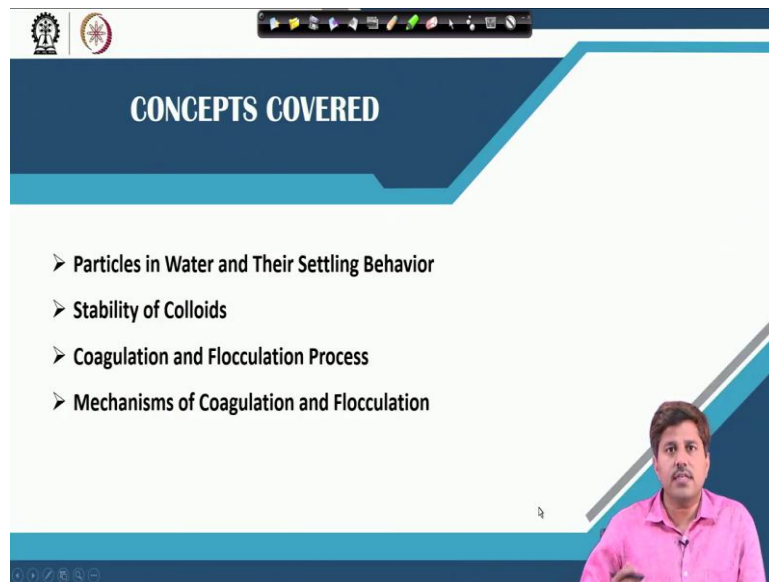 CONCEPTS COVERED
➤ Particles in Water and Their Settling Behavior
➤ Stability of Colloids
➤ Coagulation and Flocculation Process
➤ Mechanisms of Coagulation and Flocculation